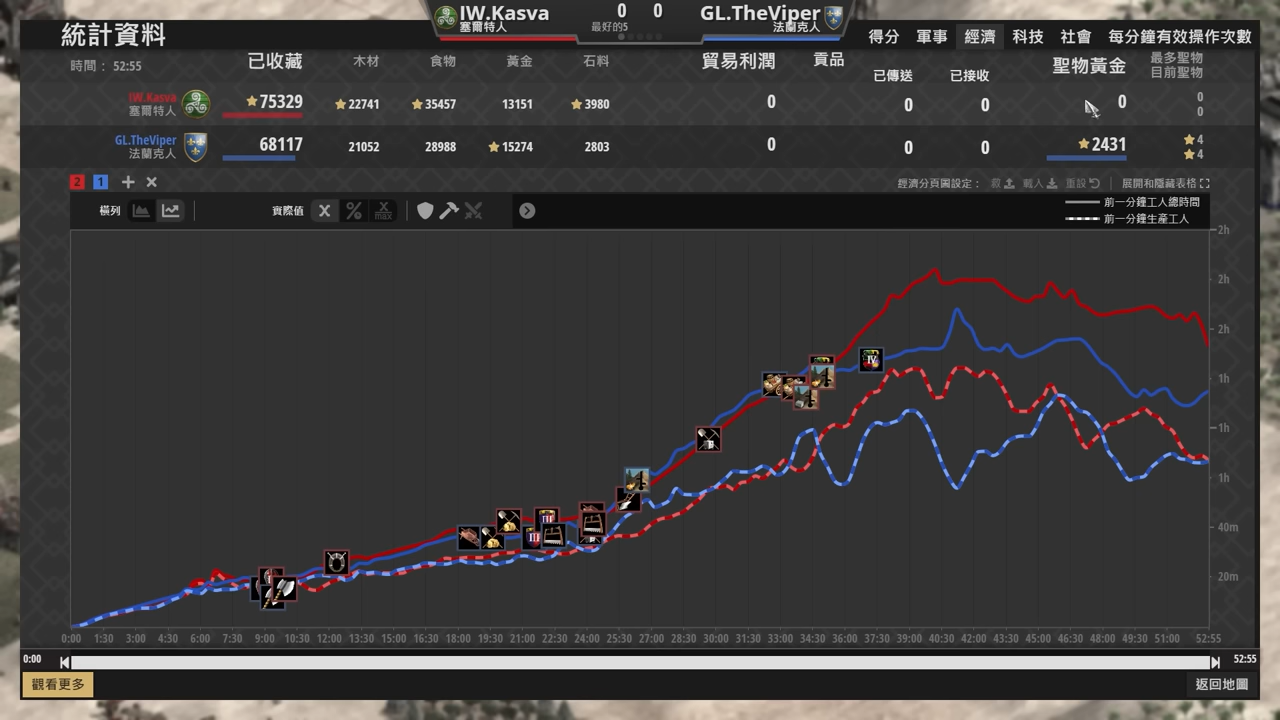 IW.Kasva
塞爾特人
0 0
最好的5
GL.TheViper
法蘭克人
統計資料
得分 軍事 經濟 科技 社會 每分鐘有效操作次數
時間： 52:55
已收藏 木材 食物 黃金 石料 貿易利潤 貢品 已傳送 已接收 聖物黃金 最多聖物
目前聖物
IW.Kasva
塞爾特人
75329 22741 35457 13151 3980 0 0 0 0 0
0
GL.TheViper
法蘭克人
68117 21052 28988 15274 2803 0 0 0 2431 4
4
2 1
經濟分頁圖設定： 載入 重設 展開和隱藏表格
橫列 實際值 X % X max
前一分鐘工人總時間
前一分鐘生產工人
2h
2h
2h
1h
1h
1h
40m
20m
0:00 1:30 3:00 4:30 6:00 7:30 9:00 10:30 12:00 13:30 15:00 16:30 18:00 19:30 21:00 22:30 24:00 25:30 27:00 28:30 30:00 31:30 33:00 34:30 36:00 37:30 39:00 40:30 42:00 43:30 45:00 46:30 48:00 49:30 51:00 52:55
0:00 52:55
觀看更多 返回地圖